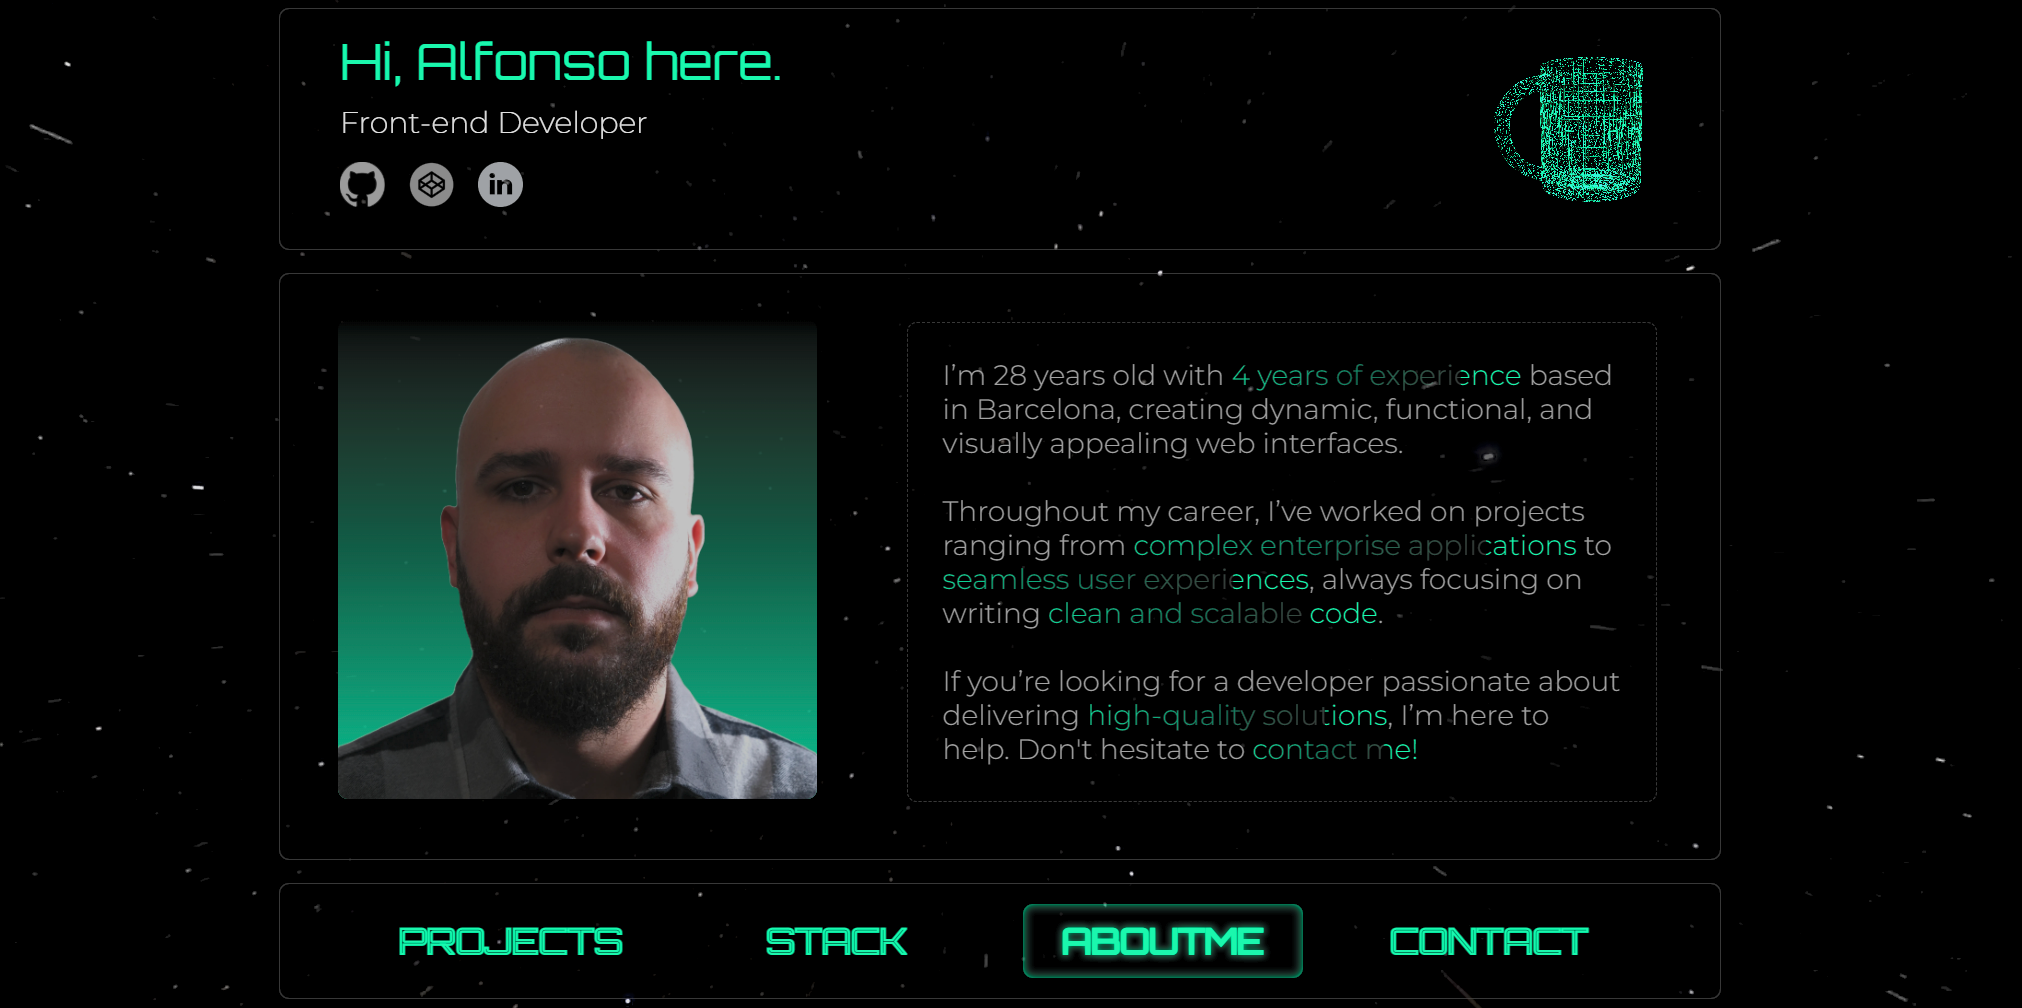 Hi, Alfonso here.
Front-end Developer
in
I’m 28 years old with 4 years of experience based
in Barcelona, creating dynamic, functional, and
visually appealing web interfaces.
Throughout my career, I’ve worked on projects
ranging from complex enterprise applications to
seamless user experiences, always focusing on
writing clean and scalable code.
If you’re looking for a developer passionate about
delivering high-quality solutions, I’m here to
help. Don't hesitate to contact me!
PROJECTS STACK ABOUTME CONTACT